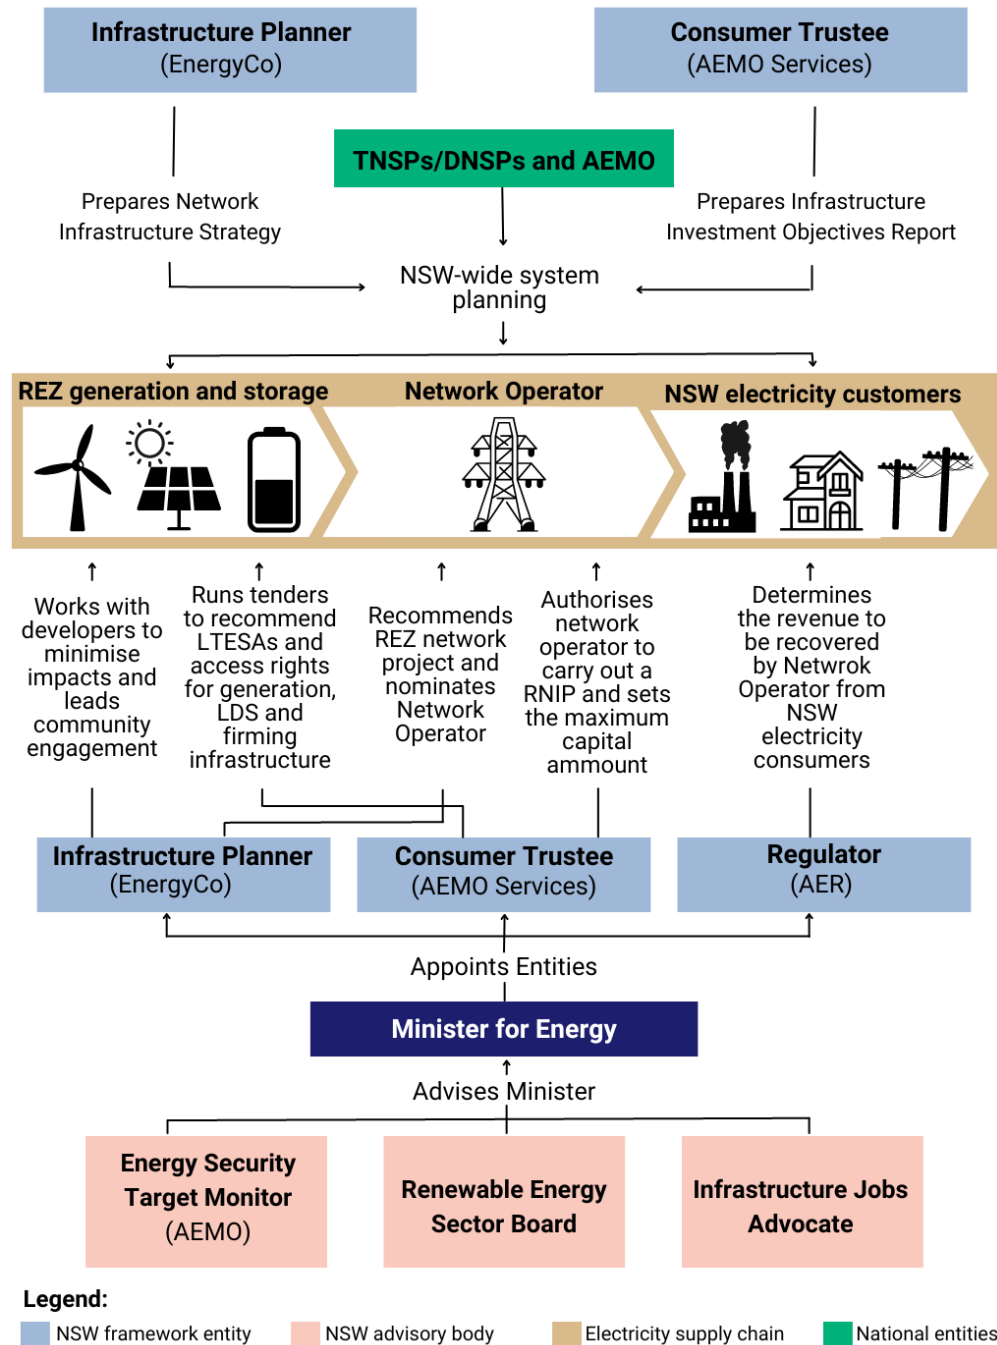 Infrastructure Planner
(EnergyCo)
Consumer Trustee
(AEMO Services)
TNSPs/DNSPs and AEMO
Prepares Network
Infrastructure Strategy
Prepares Infrastructure
Investment Objectives Report
NSW-wide system
planning
REZ generation and storage
Network Operator
NSW electricity customers
Works with
developers to
minimise
impacts and
leads
community
engagement
Runs tenders
to recommend
LTESAs and
access rights
for generation,
LDS and
firming
infrastructure
Recommends
REZ network
project and
nominates
Network
Operator
Authorises
network
operator to
carry out a
RNIP and sets
the maximum
capital
ammount
Determines
the revenue to
be recovered
by Netwrok
Operator from
NSW
electricity
consumers
Infrastructure Planner
(EnergyCo)
Consumer Trustee
(AEMO Services)
Regulator
(AER)
Appoints Entities
Minister for Energy
Advises Minister
Energy Security
Target Monitor
(AEMO)
Renewable Energy
Sector Board
Infrastructure Jobs
Advocate
Legend:
NSW framework entity
NSW advisory body
Electricity supply chain
National entities